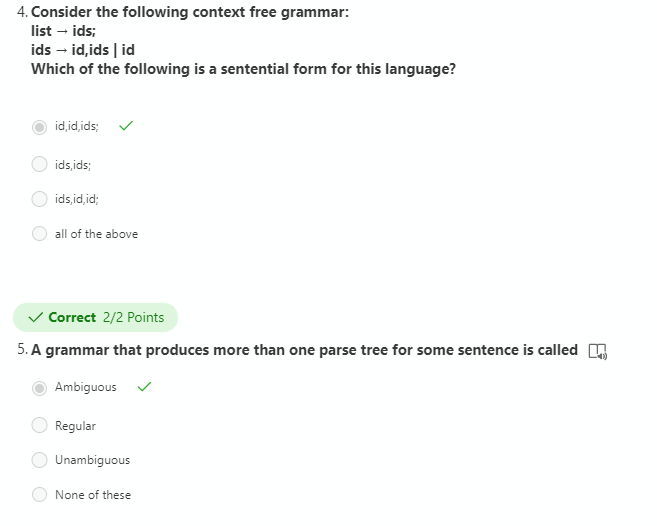 4. Consider the following context free grammar:
list → ids;
ids → id,ids | id
Which of the following is a sentential form for this language?
id,id,ids;
ids,ids;
ids,id,id;
all of the above
Correct 2/2 Points
5. A grammar that produces more than one parse tree for some sentence is called
Ambiguous
Regular
Unambiguous
None of these